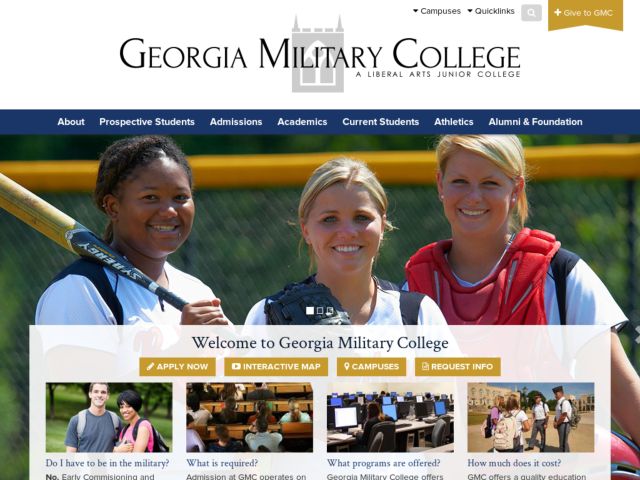 Campuses Quicklinks + Give to GMC
GEORGIA MILITARY COLLEGE
A LIBERAL ARTS JUNIOR COLLEGE
About Prospective Students Admissions Academics Current Students Athletics Alumni & Foundation
Welcome to Georgia Military College
APPLY NOW INTERACTIVE MAP CAMPUSES REQUEST INFO
Do I have to be in the military? What is required? What programs are offered? How much does it cost?
No. Early Commisioning and Admission at GMC operates on Georgia Military College offers GMC offers a quality education